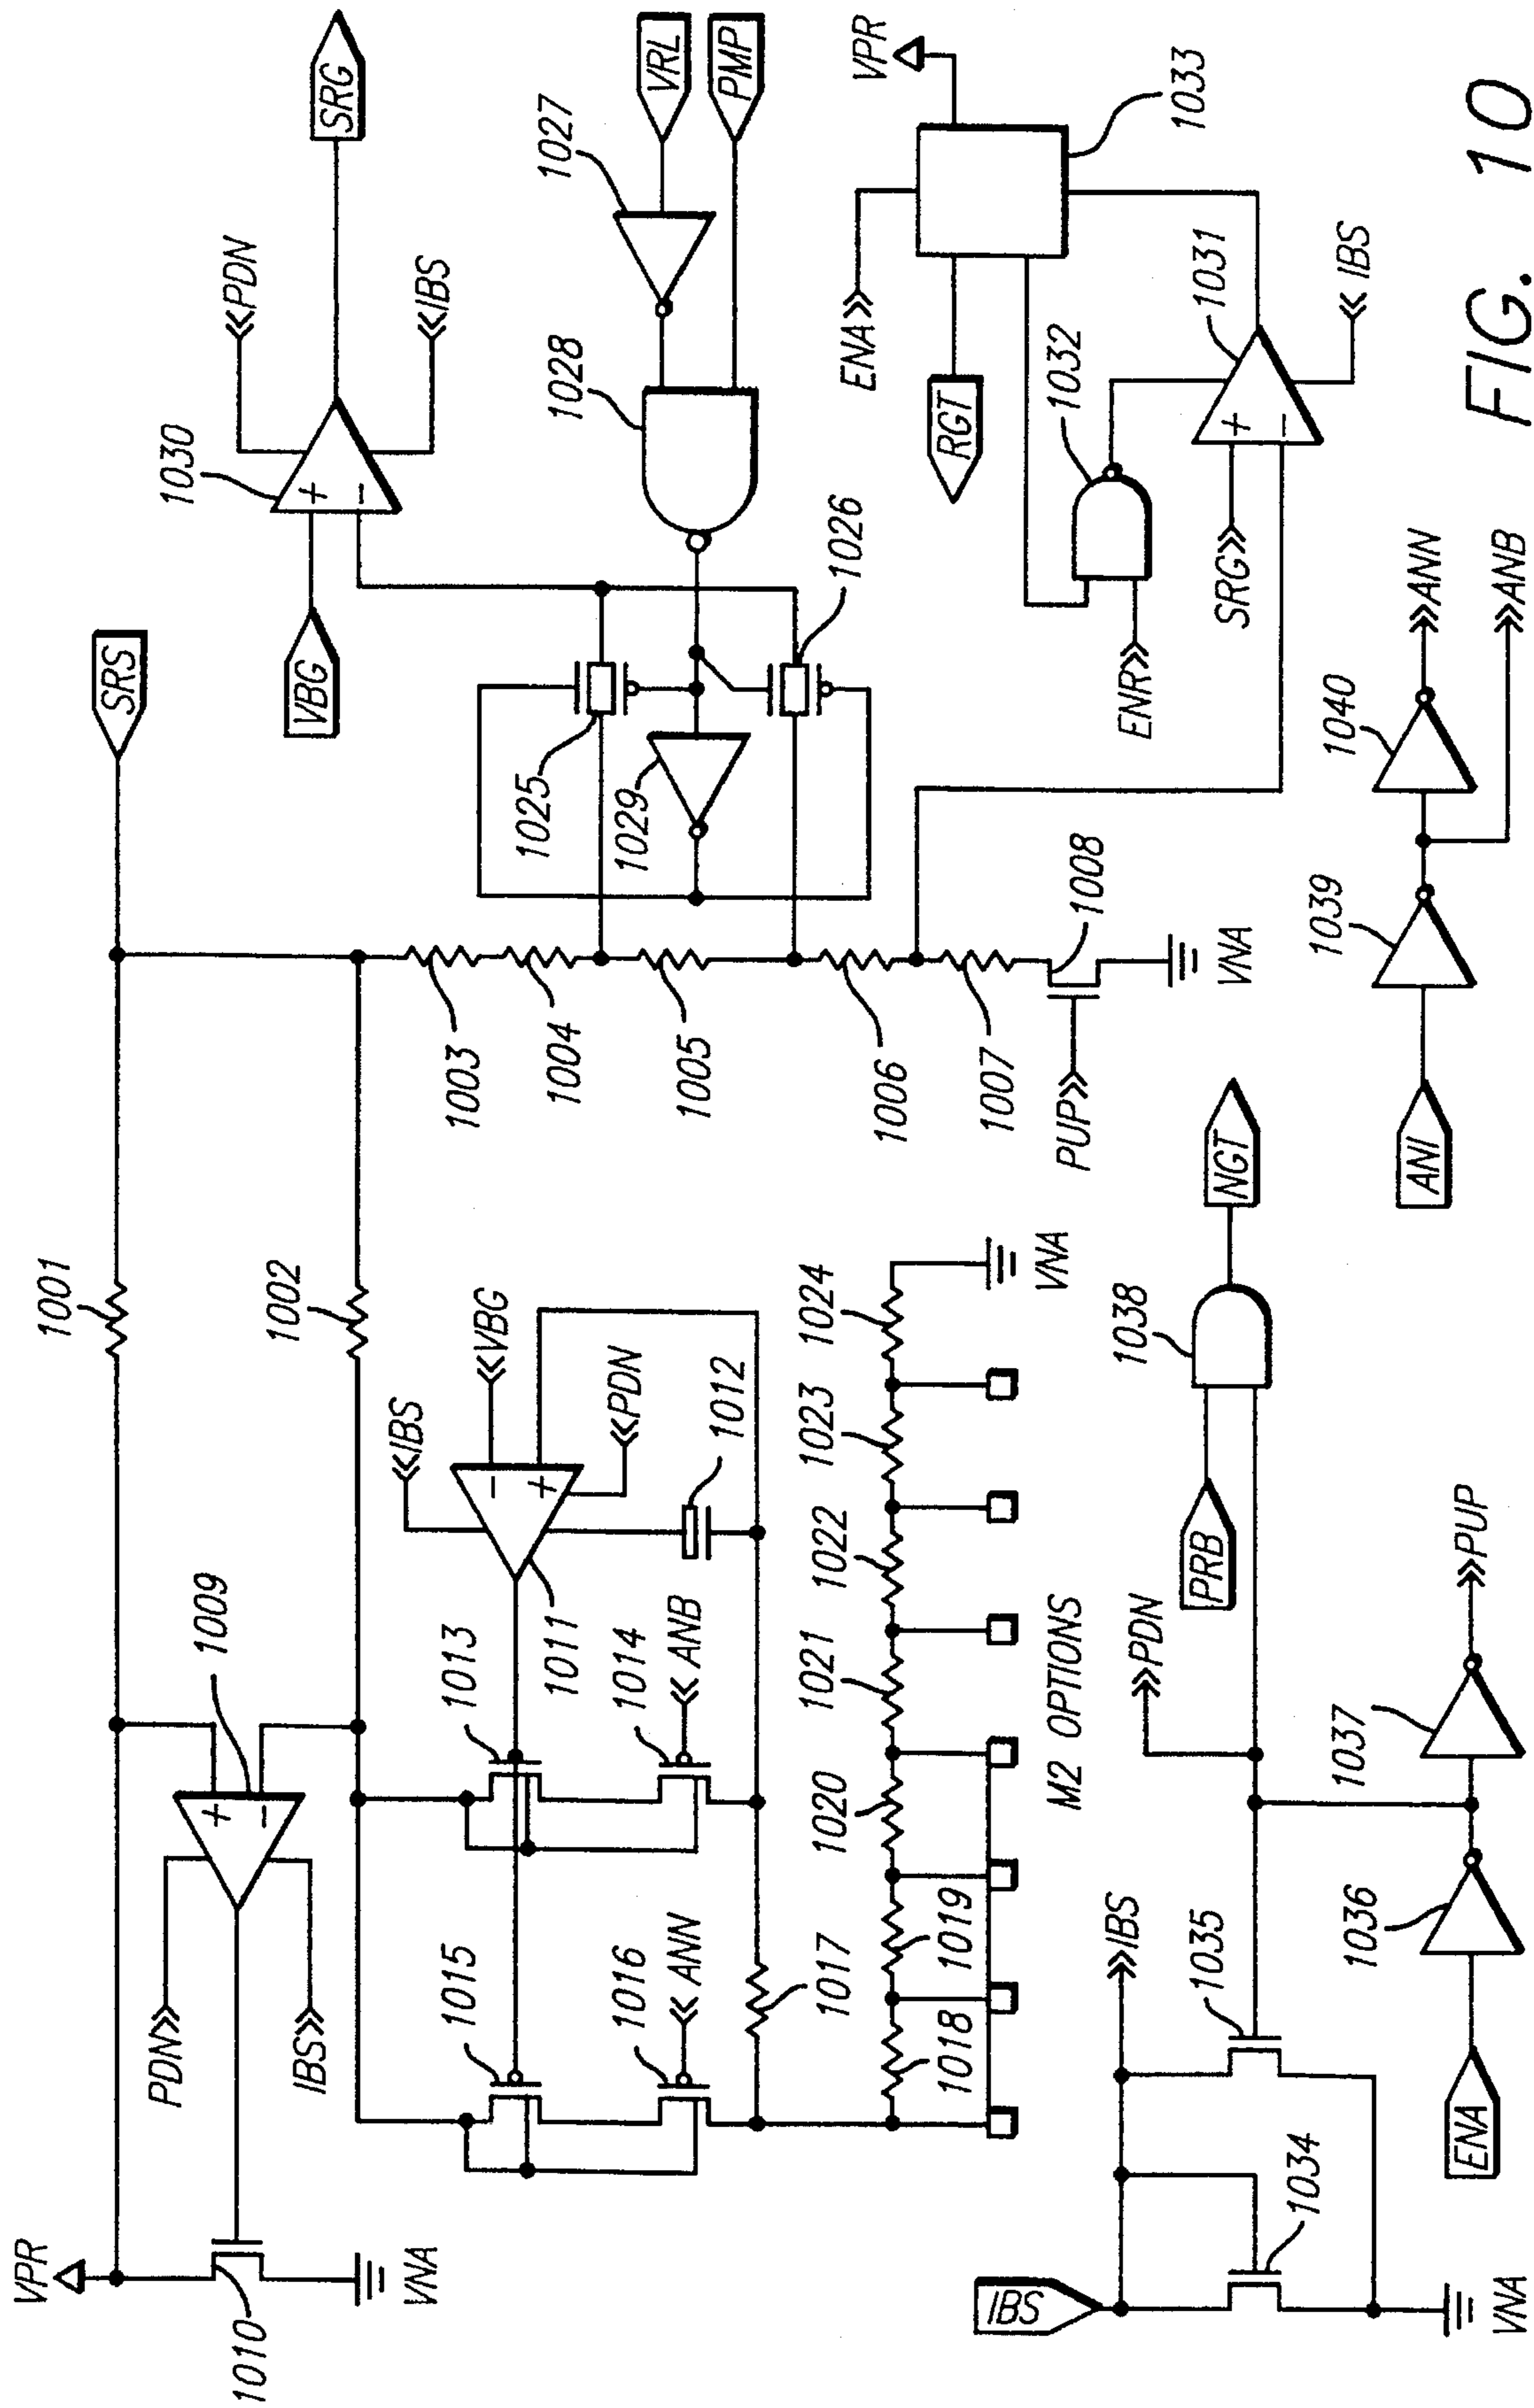 VPR
1001
SRS
SRG
1010
VNA
PDN
IBS
1009
+
-
1002
VBG
1030
+
-
PDN
IBS
1015
1016
ANN
1013
1014
ANB
1011
IBS
VBG
-
+
PDN
1012
1017
1003
1004
1005
1006
1007
PUP
1008
VNA
1025
1029
1026
1028
1027
VRL
PMP
1018
1019
1020
1021
1022
1023
1024
VNA
M2 OPTIONS
ENA
VPR
1033
RGT
1032
ENR
SRG
+
-
1031
IBS
IBS
1034
VNA
IBS
1035
PDN
PRB
1038
NGT
ENA
1036
1037
PUP
ANI
1039
1040
ANN
ANB
FIG. 10